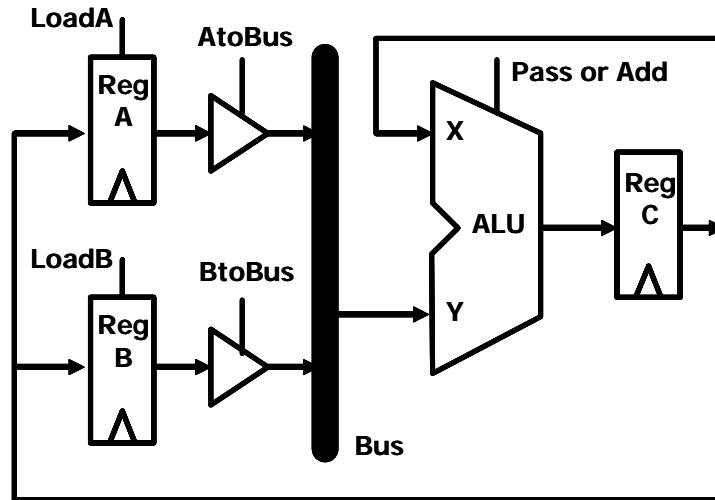 LoadA
AtoBus
Pass or Add
Reg
A
X
Reg
C
ALU
LoadB
BtoBus
Reg
B
Y
Bus